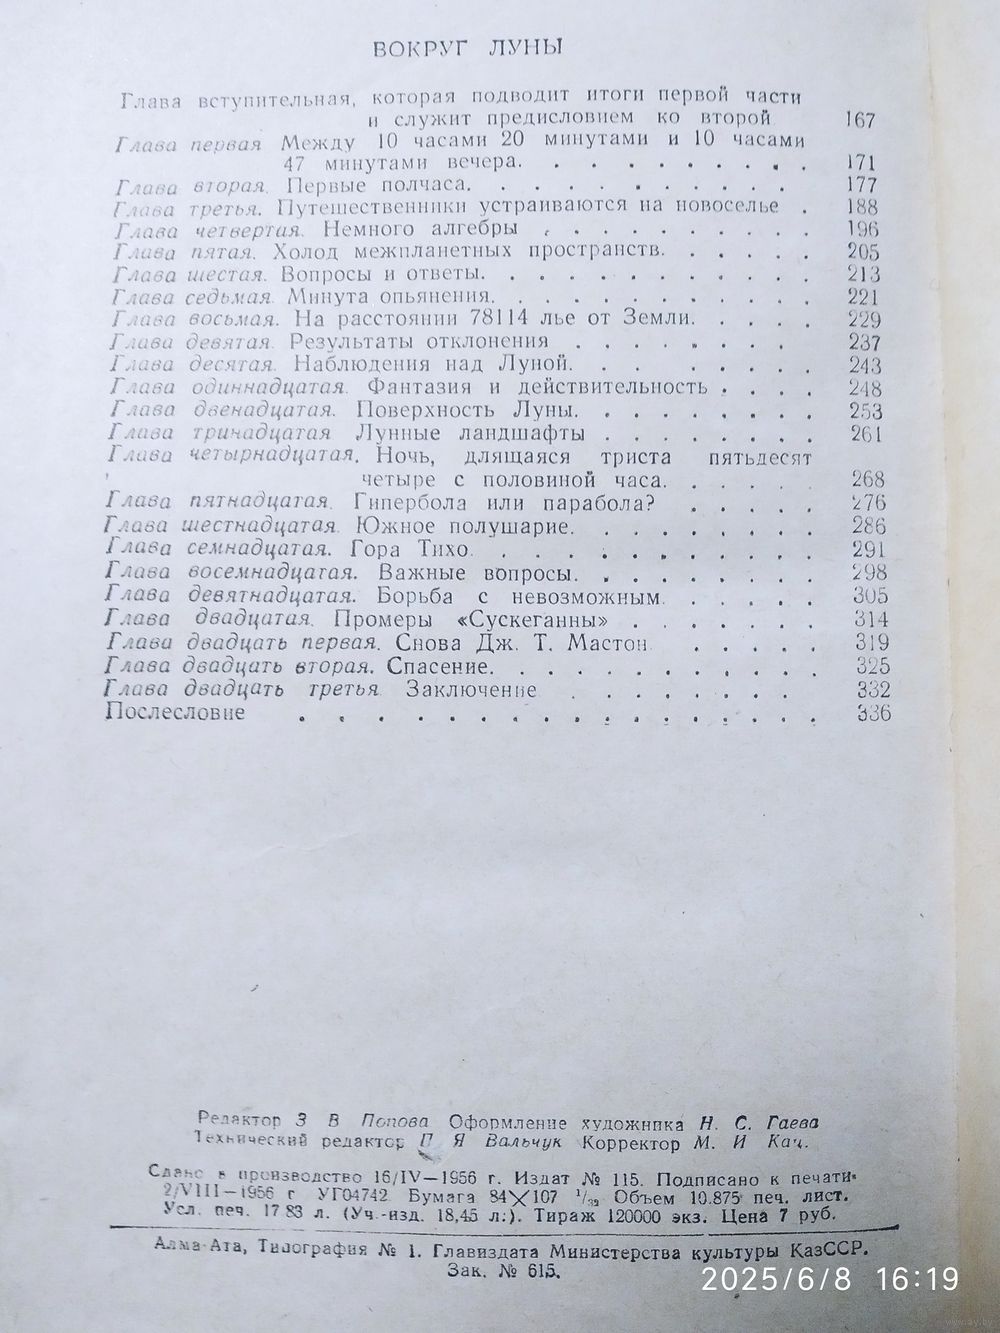 ВОКРУГ ЛУНЫ
Глава вступительная, которая подводит итоги первой части
и служит предисловием ко второй 167
Глава первая Между 10 часами 20 минутами и 10 часами
47 минутами вечера. . . . . . . . . 171
Глава вторая. Первые полчаса. . . . . . . . . . 177
Глава третья. Путешественники устраиваются на новоселье . 188
Глава четвертая. Немного алгебры . . . . . . . . . 196
Глава пятая. Холод межпланетных пространств. . . . . . 205
Глава шестая. Вопросы и ответы. . . . . . . . . . . 213
Глава седьмая. Минута опьянения. . . . . . . . . . . 221
Глава восьмая. На расстоянии 78114 лье от Земли. . . . . 229
Глава девятая. Результаты отклонения . . . . . . . . 237
Глава десятая. Наблюдения над Луной. . . . . . . . 243
Глава одиннадцатая. Фантазия и действительность . . . . 248
Глава двенадцатая. Поверхность Луны. . . . . . . . . 253
Глава тринадцатая Лунные ландшафты . . . . . . . . 261
Глава четырнадцатая. Ночь, длящаяся триста пятьдесят
четыре с половиной часа. . . . . . 268
Глава пятнадцатая. Гипербола или парабола? . . . . . 276
Глава шестнадцатая. Южное полушарие. . . . . . . . . 286
Глава семнадцатая. Гора Тихо. . . . . . . . . . . . 291
Глава восемнадцатая. Важные вопросы. . . . . . . . . 298
Глава девятнадцатая. Борьба с невозможным. . . . . . 305
Глава двадцатая. Промеры «Сускеганны» . . . . . . . 314
Глава двадцать первая. Снова Дж. Т. Мастон . . . . . 319
Глава двадцать вторая. Спасение. . . . . . . . . . . 325
Глава двадцать третья Заключение . . . . . . . 332
Послесловие . . . . . . . . . . . . . . 336
Редактор З В Попова Оформление художника Н. С. Гаева
Технический редактор П Я Вальчук Корректор М. И Кац.
Сдано в производство 16/IV—1956 г. Издат № 115. Подписано к печати
2/VIII—1956 г УГ04742 Бумага 84×107 1/32 Объем 10.875 печ. лист.
Усл. печ. 17 83 л. (Уч.-изд. 18,45 л.). Тираж 120000 экз. Цена 7 руб.
Алма-Ата, Типография № 1. Главиздата Министерства культуры КазССР.
Зак. № 615.
2025/6/8 16:19
www.ay.by